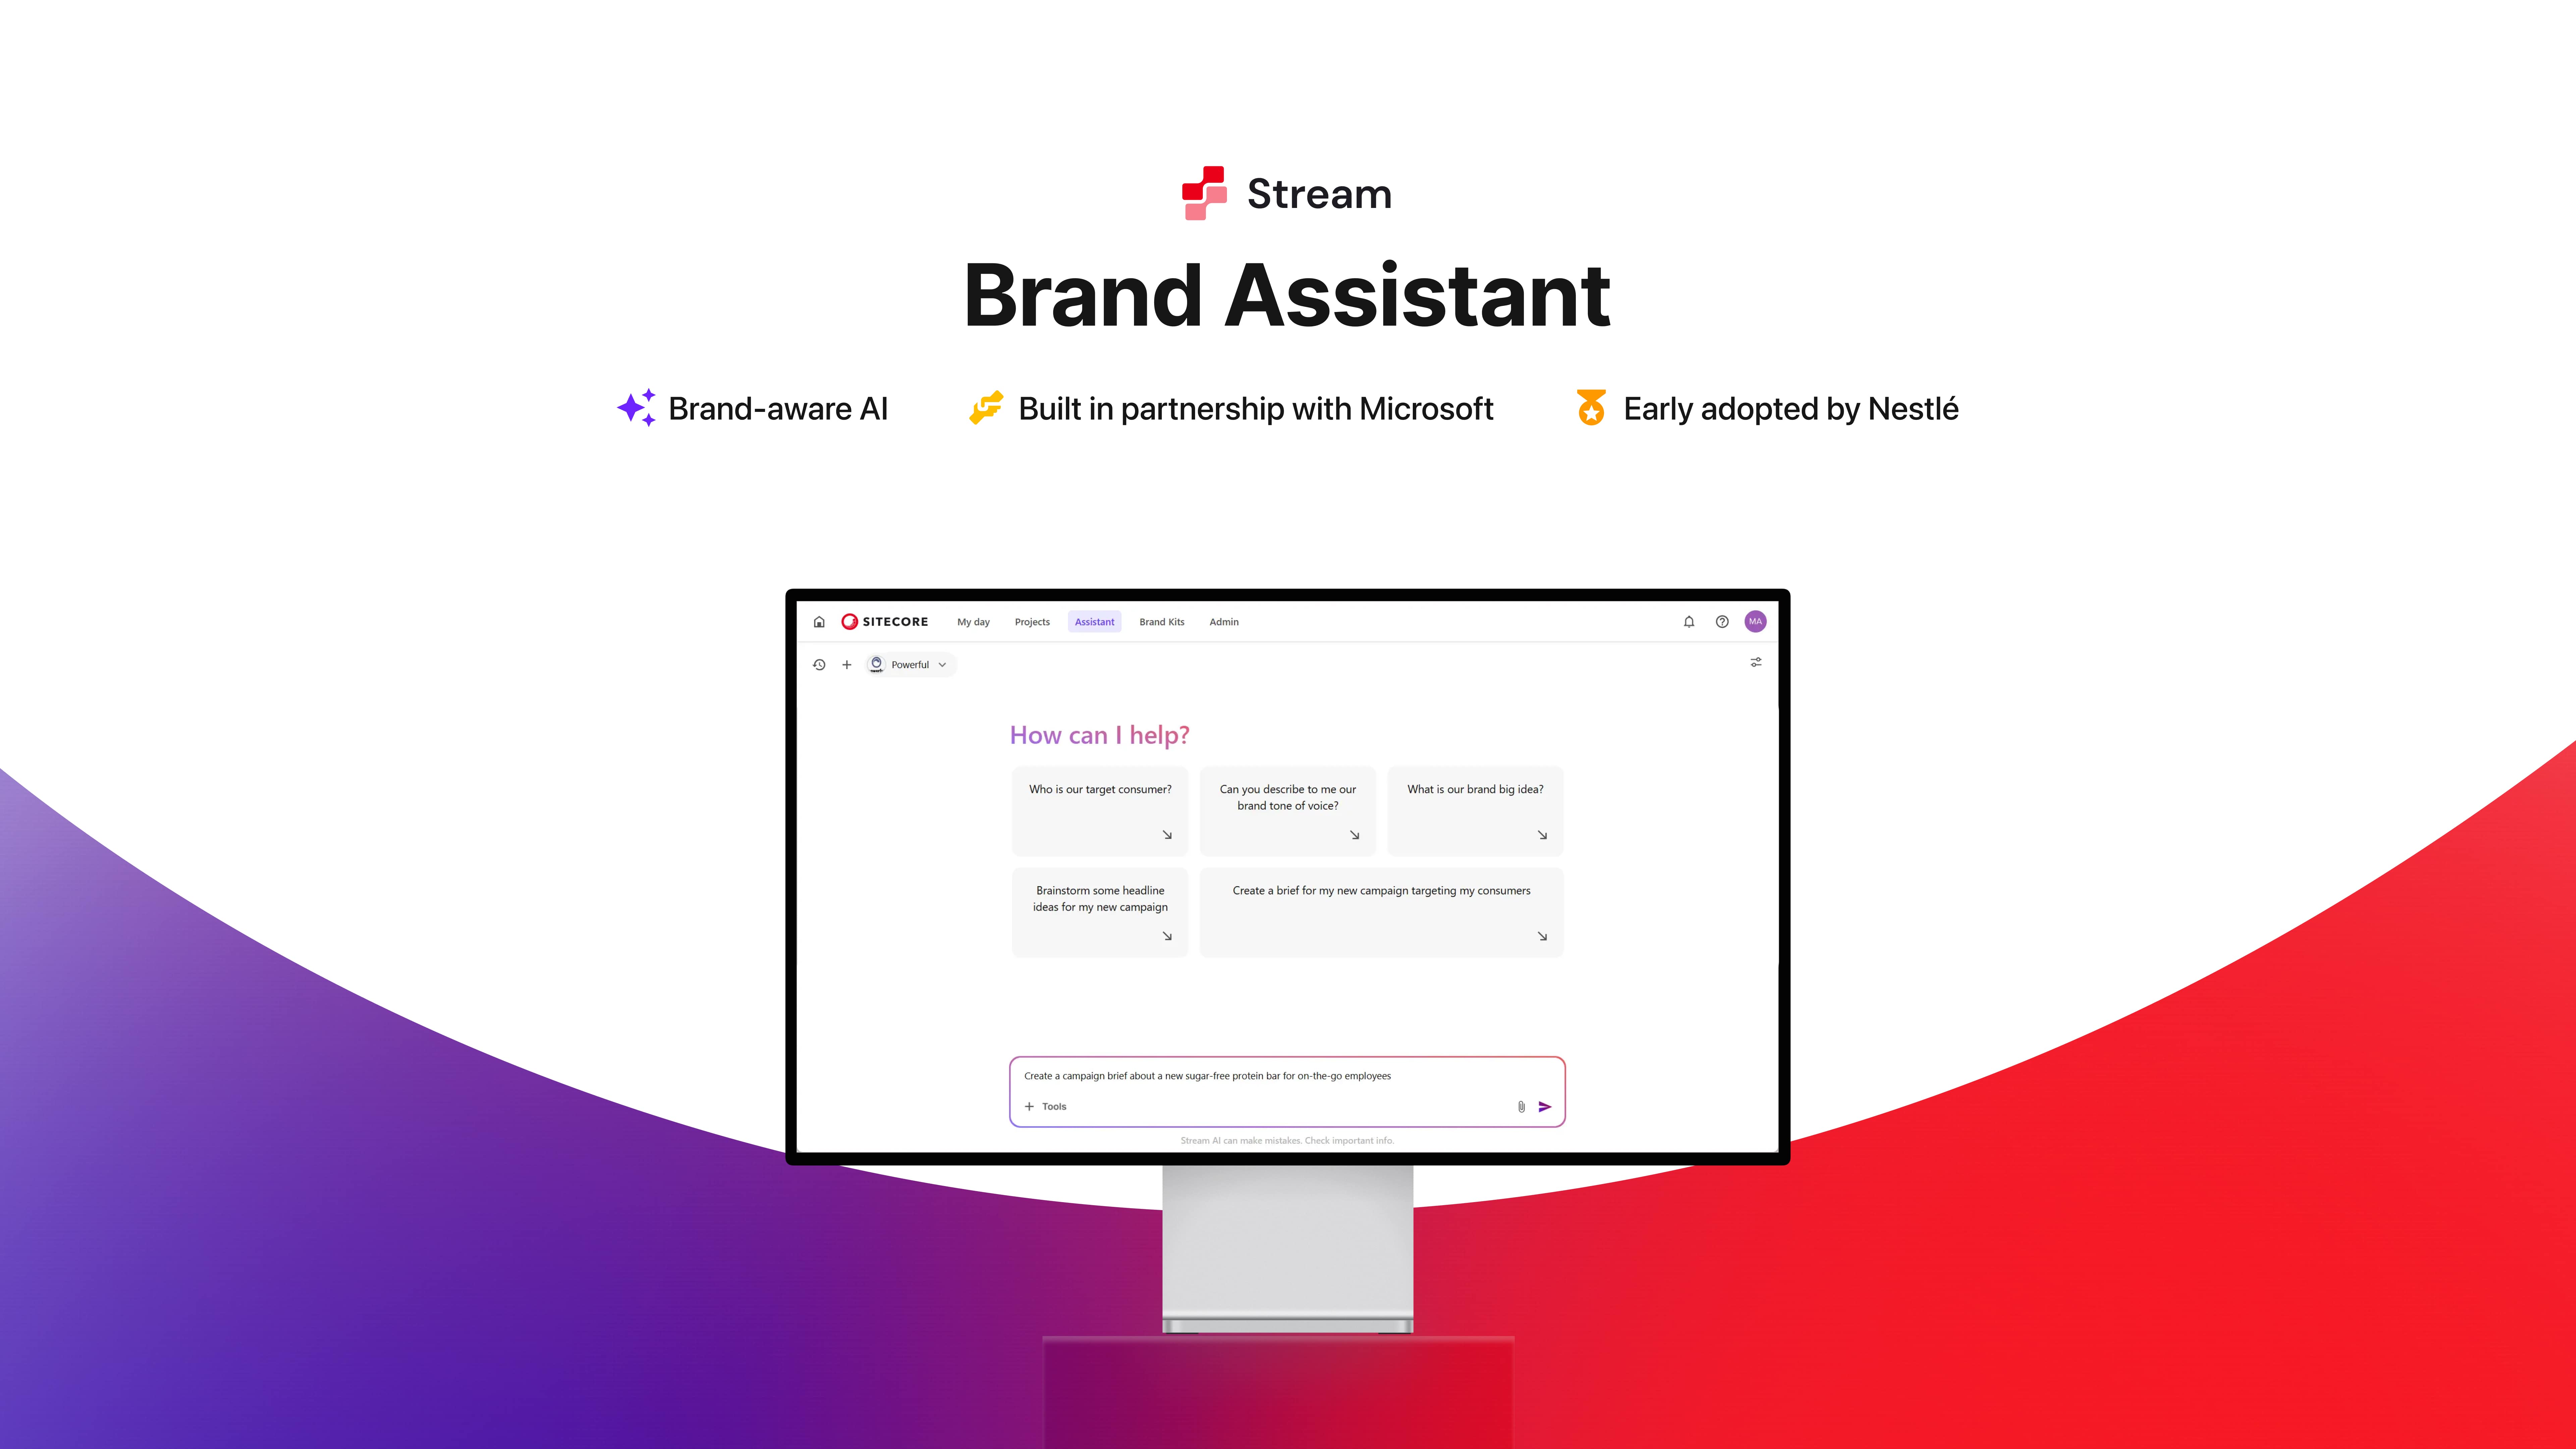 Stream
Brand Assistant
Brand-aware AI
Built in partnership with Microsoft
Early adopted by Nestlé
SITECORE
My day
Projects
Assistant
Brand Kits
Admin
MA
Powerful
How can I help?
Who is our target consumer?
Can you describe to me our
brand tone of voice?
What is our brand big idea?
Brainstorm some headline
ideas for my new campaign
Create a brief for my new campaign targeting my consumers
Create a campaign brief about a new sugar-free protein bar for on-the-go employees
Tools
Stream AI can make mistakes. Check important info.